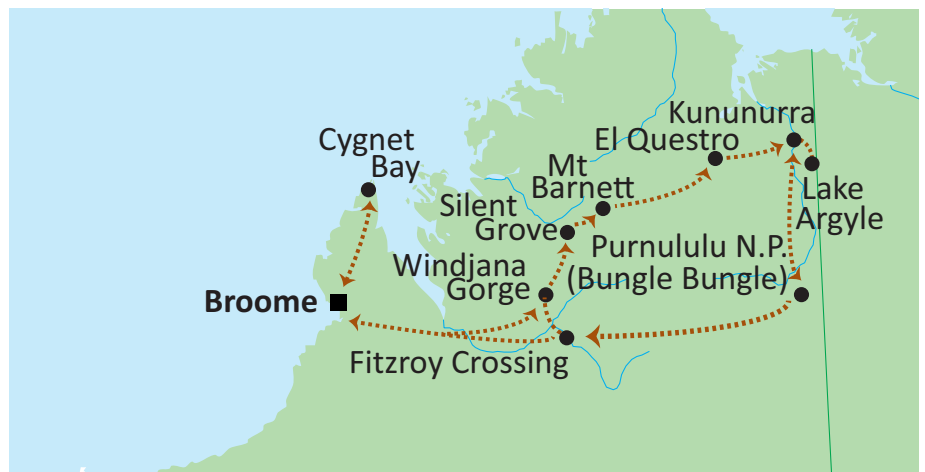 Kununurra
Cygnet
Bay
El Questro
Mt
Barnett
Lake
Argyle
Silent
Grove
Purnululu N.P.
(Bungle Bungle)
Windjana
Gorge
Broome
Fitzroy Crossing